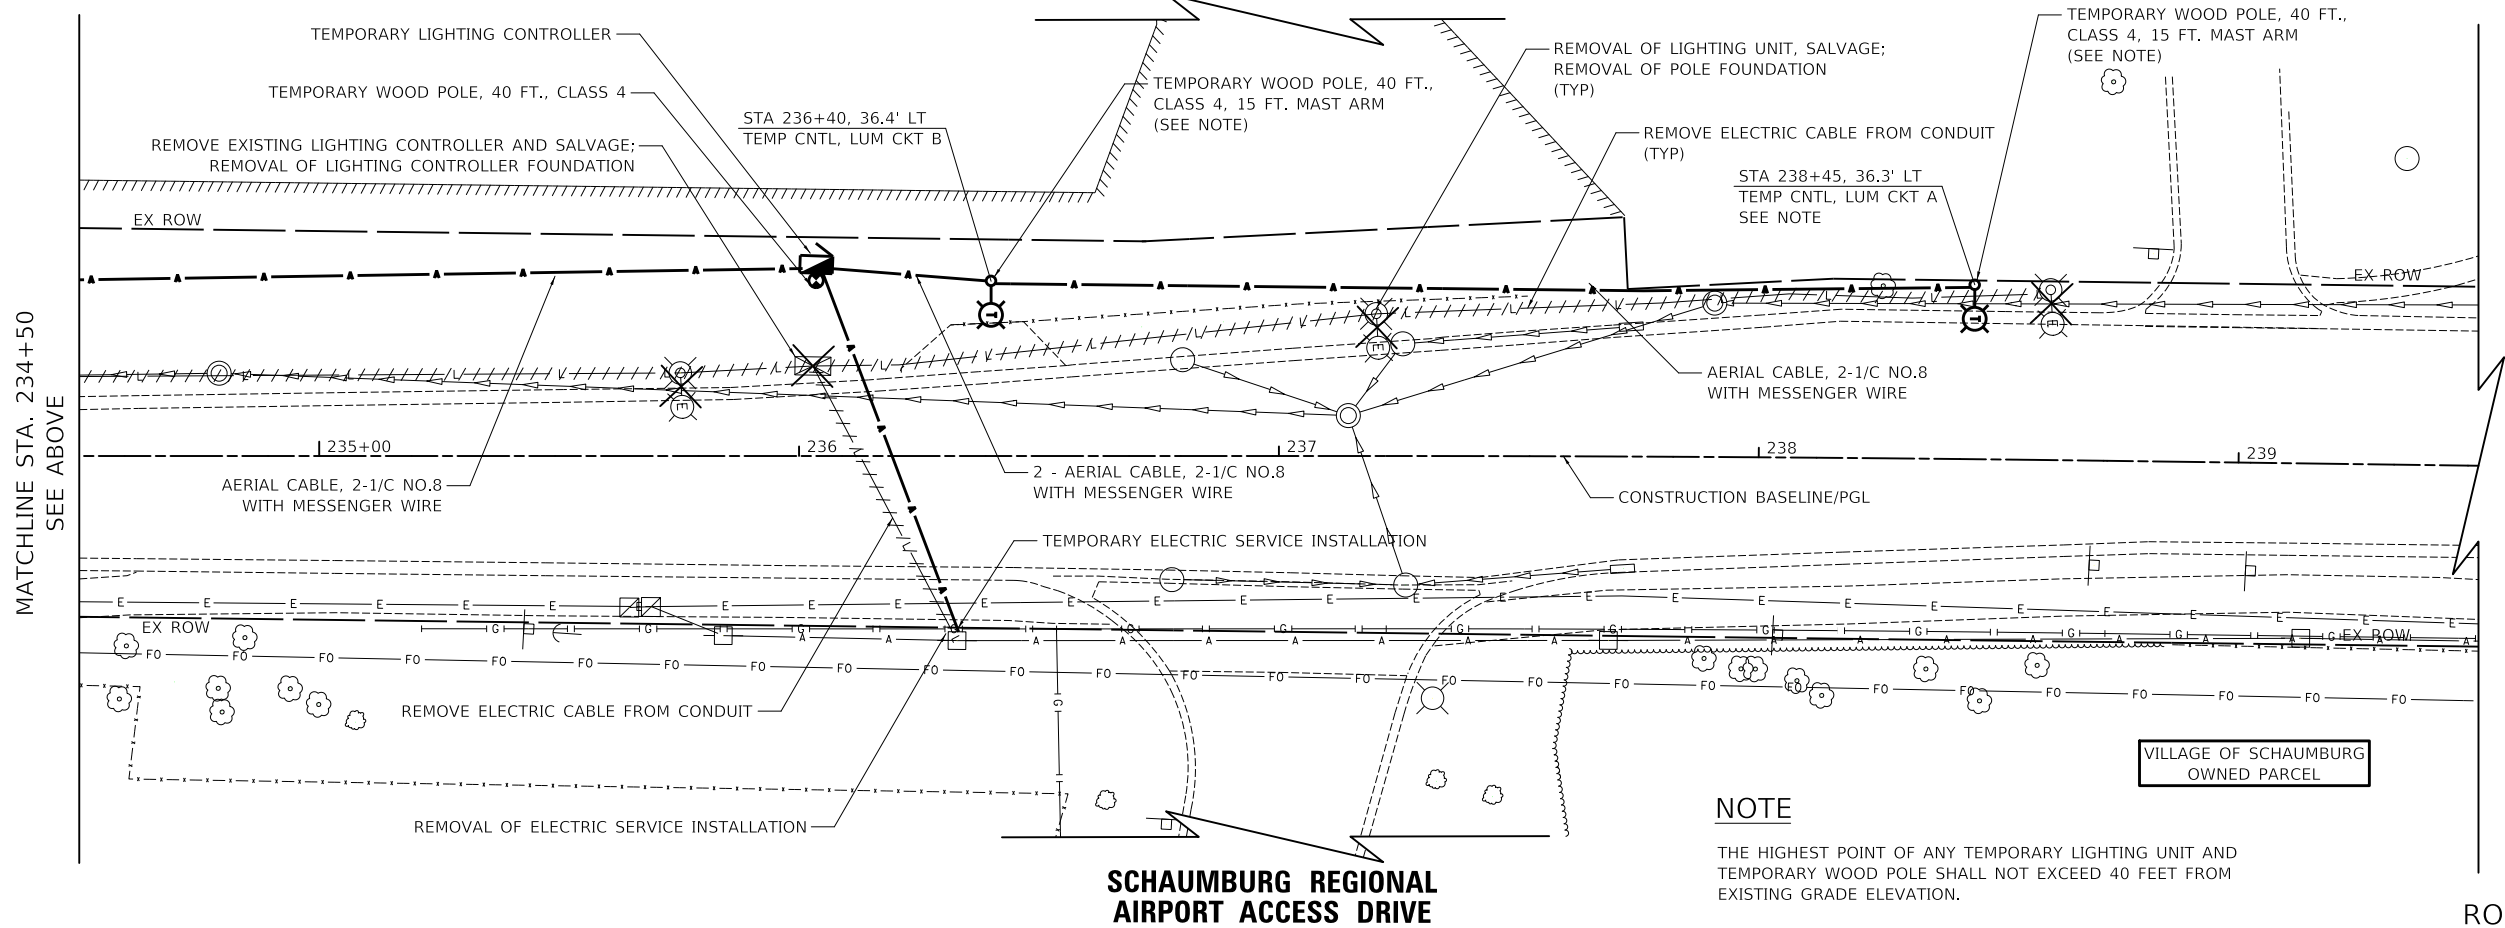 TEMPORARY LIGHTING CONTROLLER
TEMPORARY WOOD POLE, 40 FT., CLASS 4
REMOVE EXISTING LIGHTING CONTROLLER AND SALVAGE;
REMOVAL OF LIGHTING CONTROLLER FOUNDATION
STA 236+40, 36.4' LT
TEMP CNTL, LUM CKT B
TEMPORARY WOOD POLE, 40 FT.,
CLASS 4, 15 FT. MAST ARM
(SEE NOTE)
REMOVAL OF LIGHTING UNIT, SALVAGE;
REMOVAL OF POLE FOUNDATION
(TYP)
REMOVE ELECTRIC CABLE FROM CONDUIT
(TYP)
STA 238+45, 36.3' LT
TEMP CNTL, LUM CKT A
SEE NOTE
TEMPORARY WOOD POLE, 40 FT.,
CLASS 4, 15 FT. MAST ARM
(SEE NOTE)
EX ROW
EX ROW
MATCHLINE STA. 234+50
SEE ABOVE
AERIAL CABLE, 2-1/C NO.8
WITH MESSENGER WIRE
235+00
236
237
238
239
AERIAL CABLE, 2-1/C NO.8
WITH MESSENGER WIRE
2 - AERIAL CABLE, 2-1/C NO.8
WITH MESSENGER WIRE
CONSTRUCTION BASELINE/PGL
TEMPORARY ELECTRIC SERVICE INSTALLATION
EX ROW
EX ROW
REMOVE ELECTRIC CABLE FROM CONDUIT
REMOVAL OF ELECTRIC SERVICE INSTALLATION
VILLAGE OF SCHAUMBURG
OWNED PARCEL
NOTE
THE HIGHEST POINT OF ANY TEMPORARY LIGHTING UNIT AND
TEMPORARY WOOD POLE SHALL NOT EXCEED 40 FEET FROM
EXISTING GRADE ELEVATION.
SCHAUMBURG REGIONAL
AIRPORT ACCESS DRIVE
RO